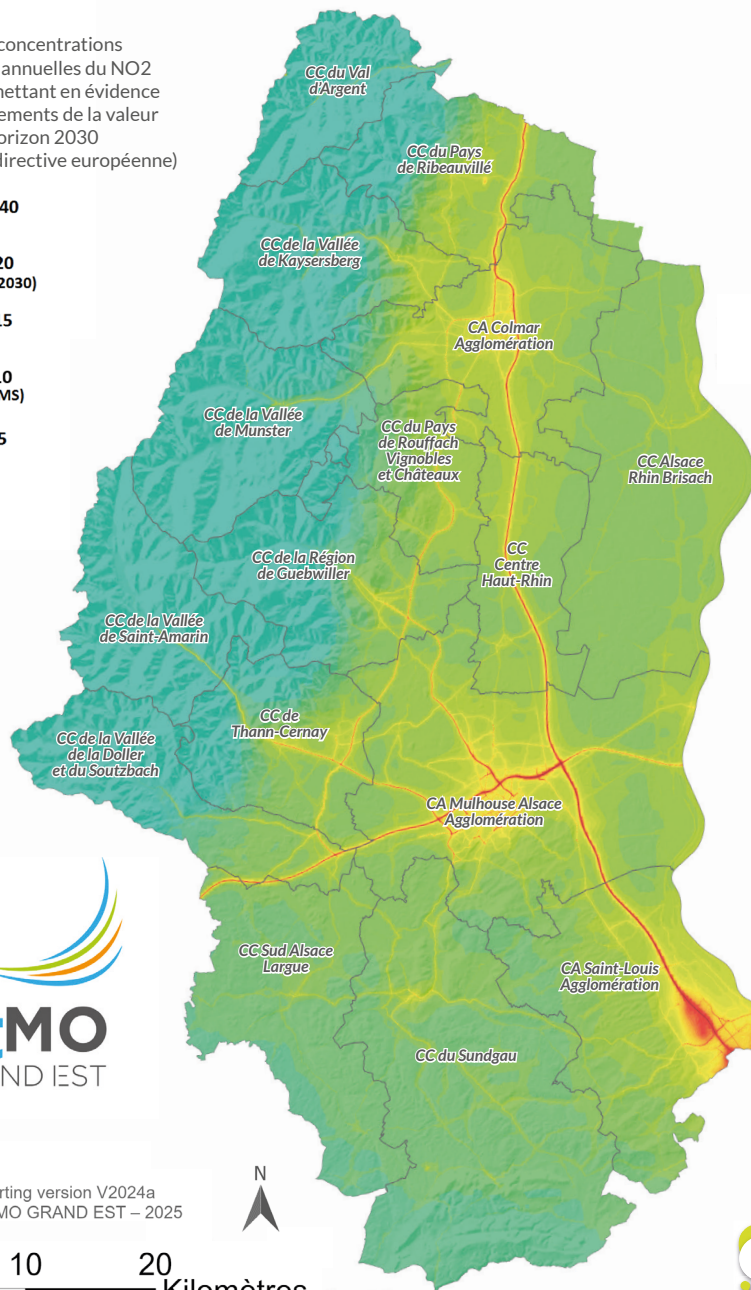 concentrations
annuelles du NO2
mettant en évidence
ements de la valeur
orizon 2030
directive européenne)
40
20
2030)
15
10
MS)
5
CC du Val
d'Argent
CC du Pays
de Ribeauvillé
CC de la Vallée
de Kaysersberg
CA Colmar
Agglomération
CC de la Vallée
de Munster
CC du Pays
de Rouffach
Vignobles
et Châteaux
CC Alsace
Rhin Brisach
CC de la Région
de Guebwiller
CC
Centre
Haut-Rhin
CC de la Vallée
de Saint-Amarin
CC de
Thann-Cernay
CC de la Vallée
de la Doller
et du Soutzbach
CA Mulhouse Alsace
Agglomération
CC Sud Alsace
Largue
CA Saint-Louis
Agglomération
CC du Sundgau
MO
AND EST
rting version V2024a
MO GRAND EST – 2025
N
10 20
Kilomètres